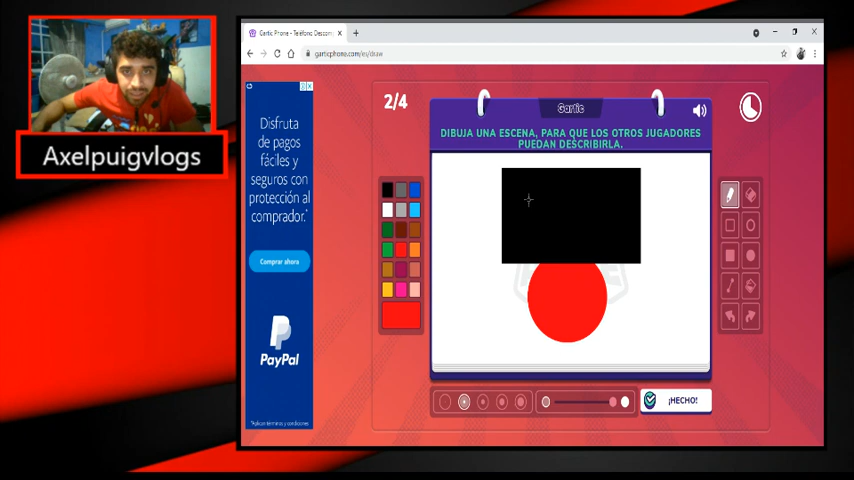 Gartic Phone - Teléfono Descom
garticphone.com/es/draw
Axelpuigvlogs
Disfruta
de pagos
fáciles y
seguros con
protección al
comprador.*
Comprar ahora
PayPal
*Aplican términos y condiciones
2/4
Gartic
DIBUJA UNA ESCENA, PARA QUE LOS OTROS JUGADORES
PUEDAN DESCRIBIRLA.
¡HECHO!